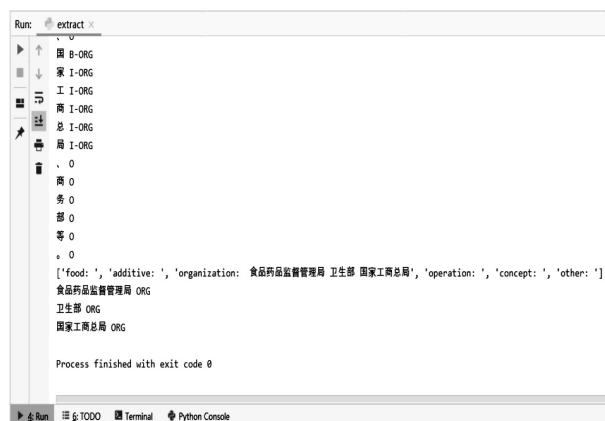 Run: extract ×
、 O
国 B-ORG
家 I-ORG
工 I-ORG
商 I-ORG
总 I-ORG
局 I-ORG
、 O
商 O
务 O
部 O
等 O
。 O
['food: ', 'additive: ', 'organization:  食品药品监督管理局 卫生部 国家工商总局', 'operation: ', 'concept: ', 'other: ']
食品药品监督管理局 ORG
卫生部 ORG
国家工商总局 ORG
Process finished with exit code 0
4: Run 6: TODO Terminal Python Console